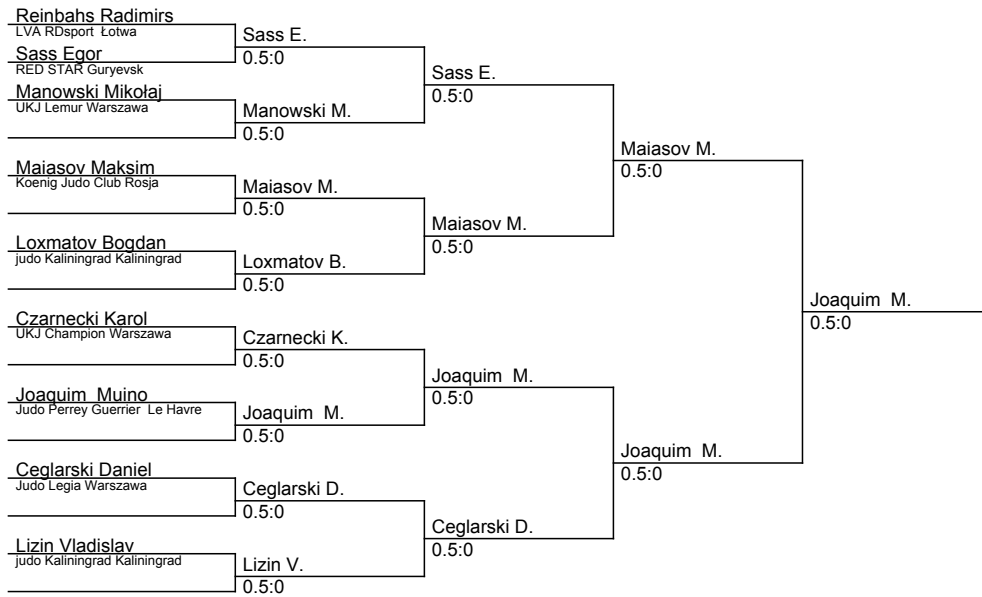 Reinbahs Radimirs
LVA RDsport  Łotwa
Sass E.
0.5:0
Sass Egor
RED STAR Guryevsk
Sass E.
0.5:0
Manowski Mikołaj
UKJ Lemur Warszawa
Manowski M.
0.5:0
Maiasov M.
0.5:0
Maiasov Maksim
Koenig Judo Club Rosja
Maiasov M.
0.5:0
Maiasov M.
0.5:0
Loxmatov Bogdan
judo Kaliningrad Kaliningrad
Loxmatov B.
0.5:0
Joaquim  M.
0.5:0
Czarnecki Karol
UKJ Champion Warszawa
Czarnecki K.
0.5:0
Joaquim  M.
0.5:0
Joaquim  Muino
Judo Perrey Guerrier  Le Havre
Joaquim  M.
0.5:0
Joaquim  M.
0.5:0
Ceglarski Daniel
Judo Legia Warszawa
Ceglarski D.
0.5:0
Ceglarski D.
0.5:0
Lizin Vladislav
judo Kaliningrad Kaliningrad
Lizin V.
0.5:0